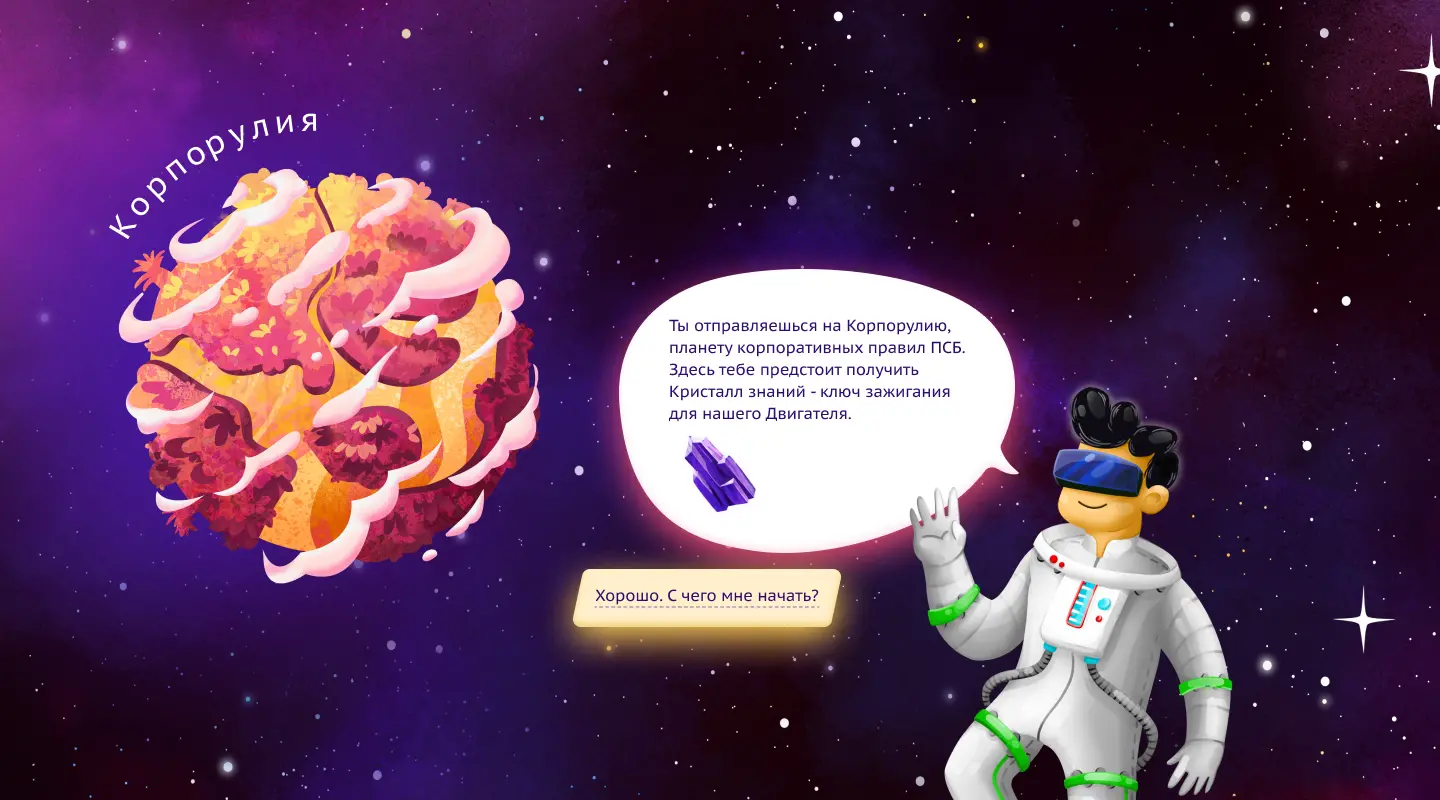 Корпорулия
Ты отправляешься на Корпорулию,
планету корпоративных правил ПСБ.
Здесь тебе предстоит получить
Кристалл знаний - ключ зажигания
для нашего Двигателя.
Хорошо. С чего мне начать?